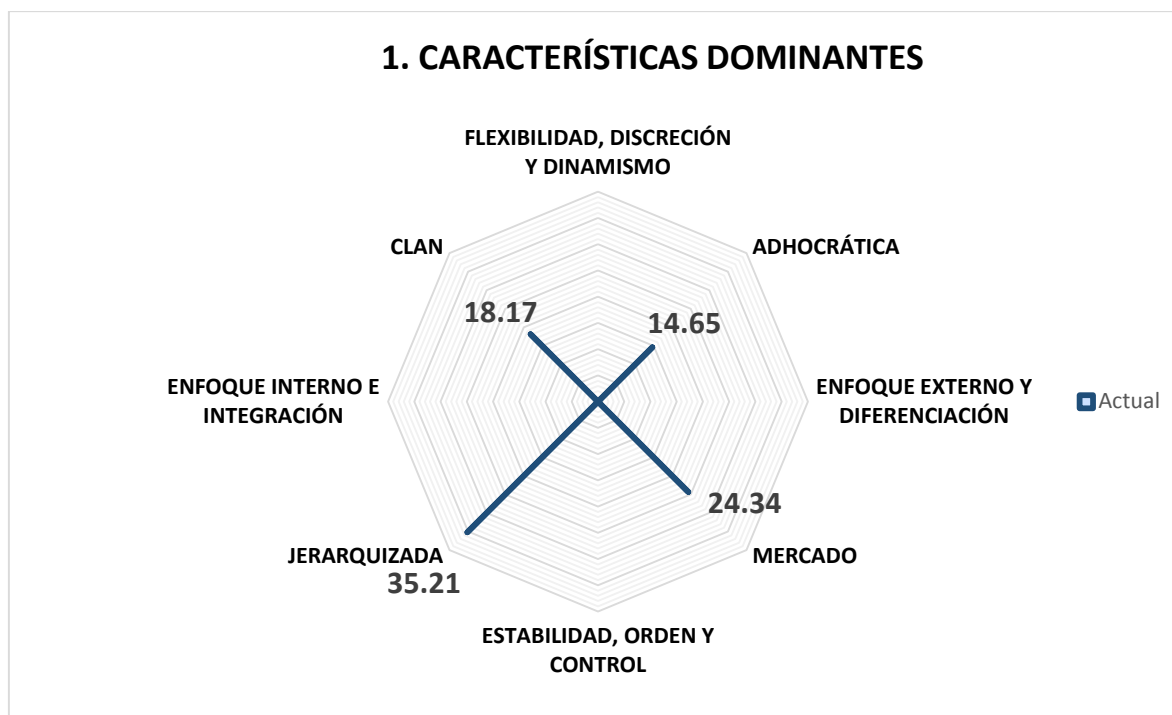 1. CARACTERÍSTICAS DOMINANTES
FLEXIBILIDAD, DISCRECIÓN
Y DINAMISMO
CLAN
ADHOCRÁTICA
18.17
14.65
ENFOQUE INTERNO E
INTEGRACIÓN
ENFOQUE EXTERNO Y
DIFERENCIACIÓN
Actual
24.34
JERARQUIZADA
MERCADO
35.21
ESTABILIDAD, ORDEN Y
CONTROL